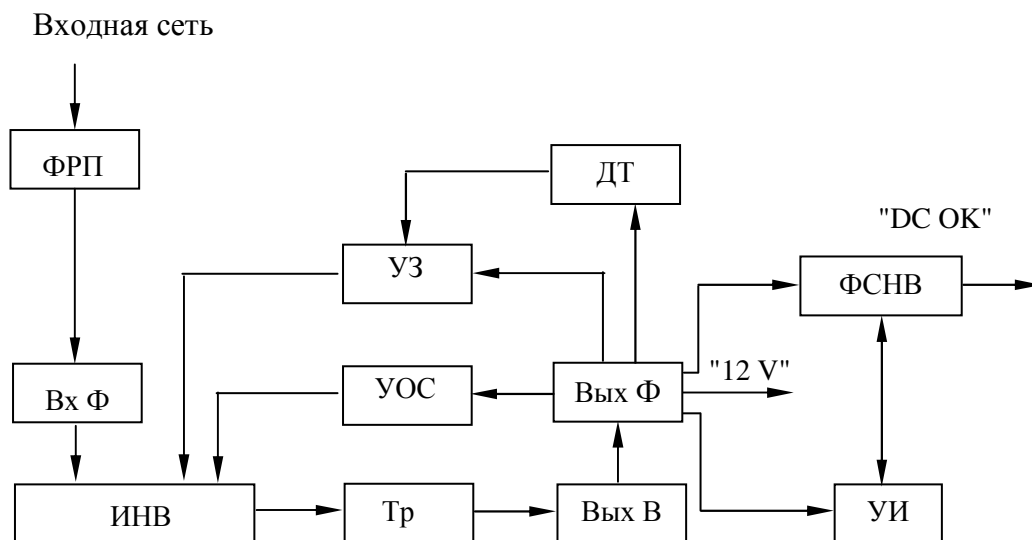 Входная сеть
ФРП
ДТ
"DC OK"
УЗ
ФСНВ
"12 V"
Вх Ф
УОС
Вых Ф
ИНВ
Тр
Вых В
УИ